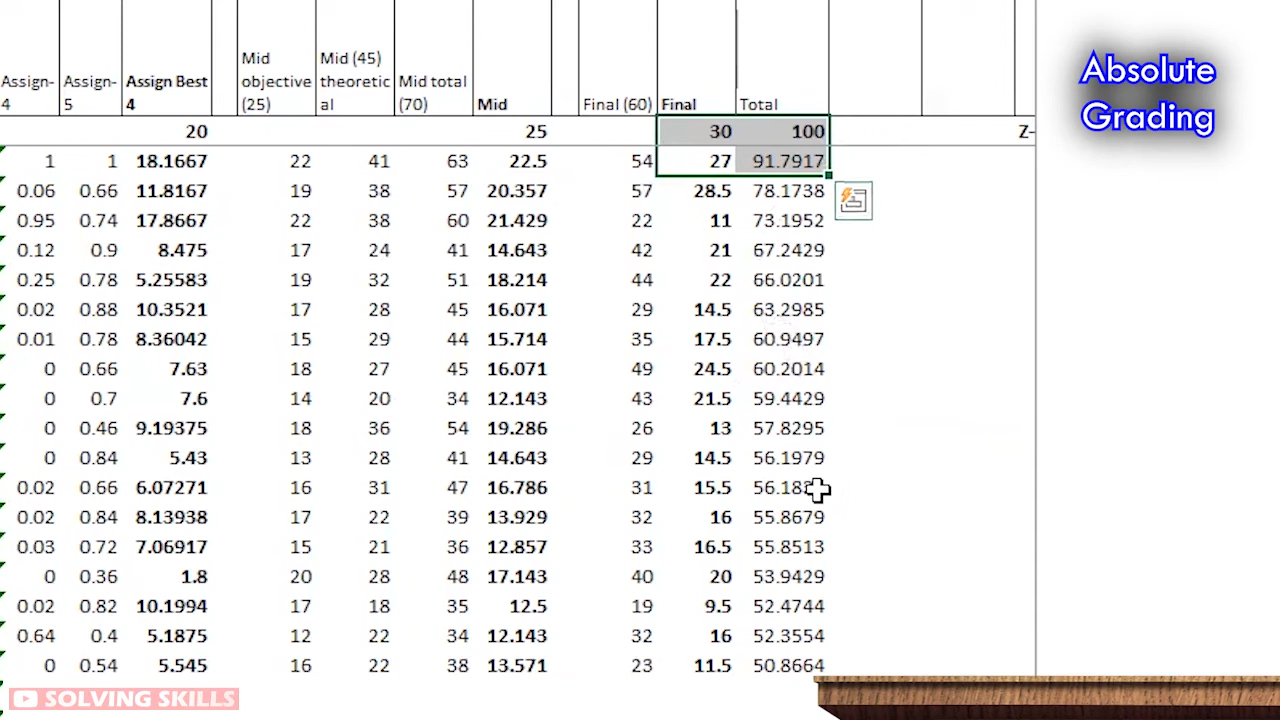 Absolute
Grading
Assign-
4
Assign-
5
Assign Best
4
Mid
objective
(25)
Mid (45)
theoretic
al
Mid total
(70)
Mid
Final (60)
Final
Total
20 25 30 100 Z-
1 1 18.1667 22 41 63 22.5 54 27 91.7917
0.06 0.66 11.8167 19 38 57 20.357 57 28.5 78.1738
0.95 0.74 17.8667 22 38 60 21.429 22 11 73.1952
0.12 0.9 8.475 17 24 41 14.643 42 21 67.2429
0.25 0.78 5.25583 19 32 51 18.214 44 22 66.0201
0.02 0.88 10.3521 17 28 45 16.071 29 14.5 63.2985
0.01 0.78 8.36042 15 29 44 15.714 35 17.5 60.9497
0 0.66 7.63 18 27 45 16.071 49 24.5 60.2014
0 0.7 7.6 14 20 34 12.143 43 21.5 59.4429
0 0.46 9.19375 18 36 54 19.286 26 13 57.8295
0 0.84 5.43 13 28 41 14.643 29 14.5 56.1979
0.02 0.66 6.07271 16 31 47 16.786 31 15.5
0.02 0.84 8.13938 17 22 39 13.929 32 16 55.8679
0.03 0.72 7.06917 15 21 36 12.857 33 16.5 55.8513
0 0.36 1.8 20 28 48 17.143 40 20 53.9429
0.02 0.82 10.1994 17 18 35 12.5 19 9.5 52.4744
0.64 0.4 5.1875 12 22 34 12.143 32 16 52.3554
0 0.54 5.545 16 22 38 13.571 23 11.5 50.8664
SOLVING SKILLS